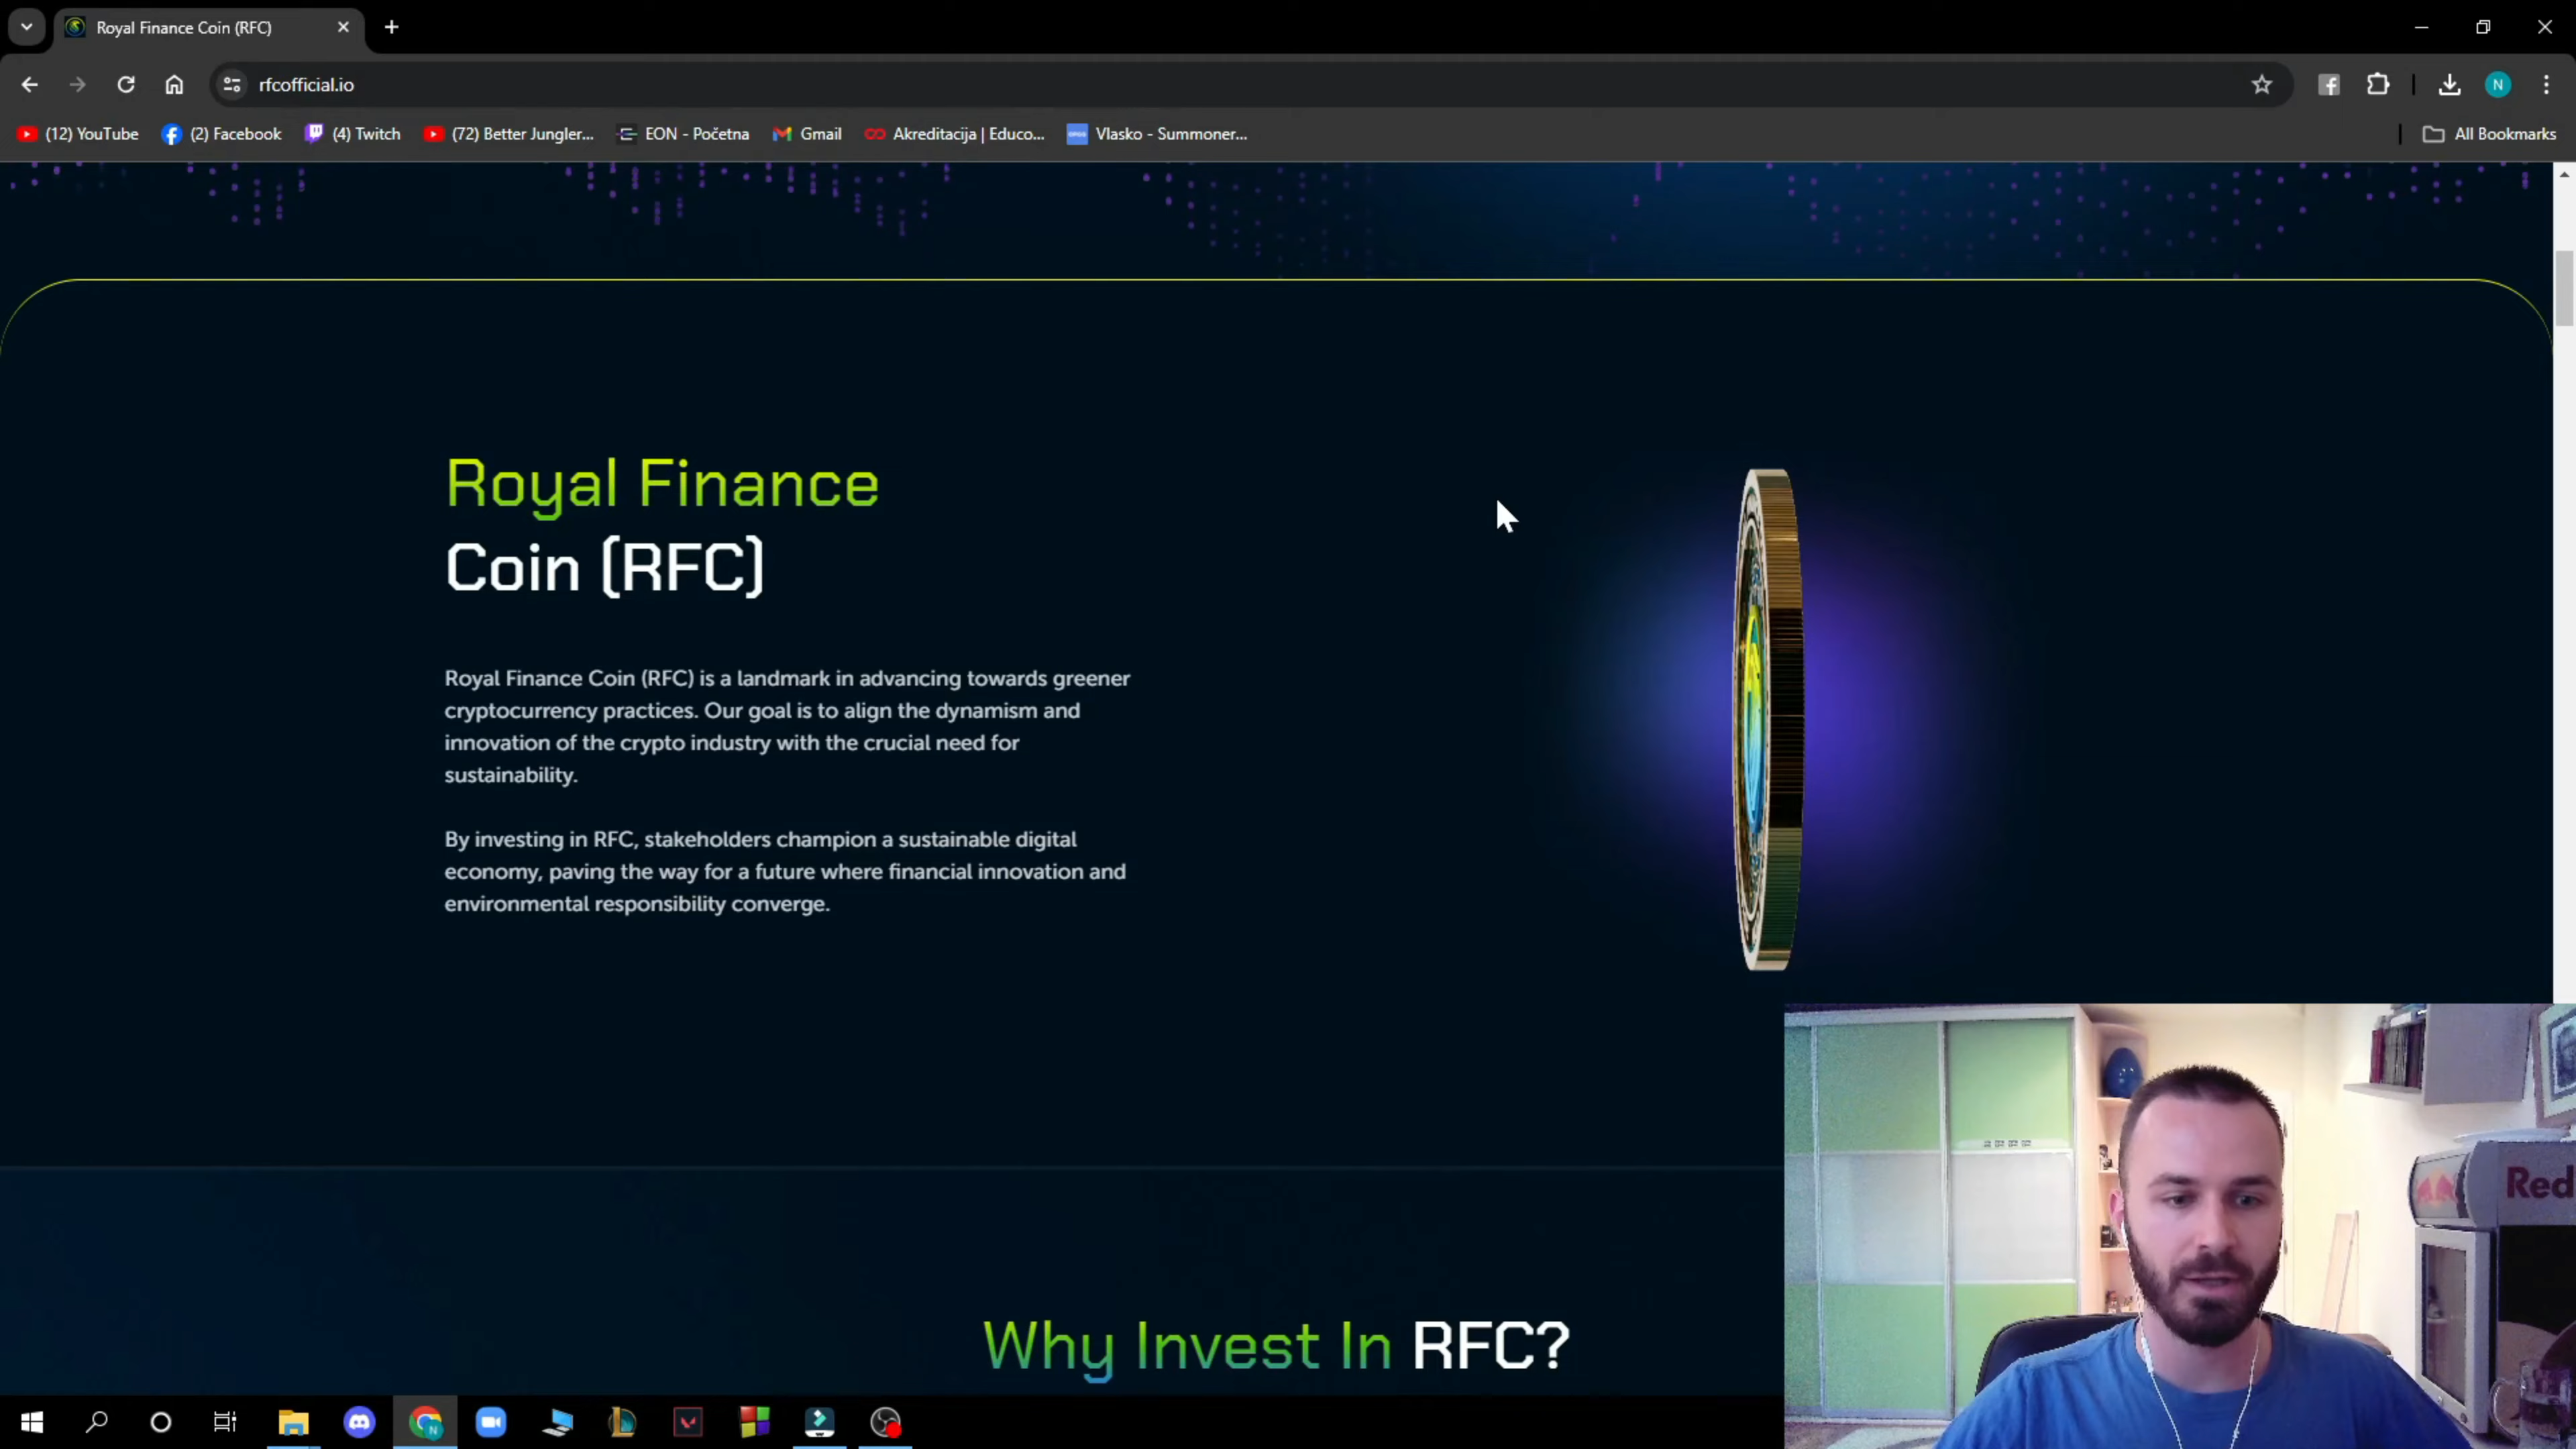 Royal Finance Coin (RFC)
rfcofficial.io
(12) YouTube (2) Facebook (4) Twitch (72) Better Jungler... EON - Početna Gmail Akreditacija | Educo... Vlasko - Summoner... All Bookmarks
Royal Finance
Coin (RFC)
Royal Finance Coin (RFC) is a landmark in advancing towards greener
cryptocurrency practices. Our goal is to align the dynamism and
innovation of the crypto industry with the crucial need for
sustainability.
By investing in RFC, stakeholders champion a sustainable digital
economy, paving the way for a future where financial innovation and
environmental responsibility converge.
Why Invest In RFC?
Red
N